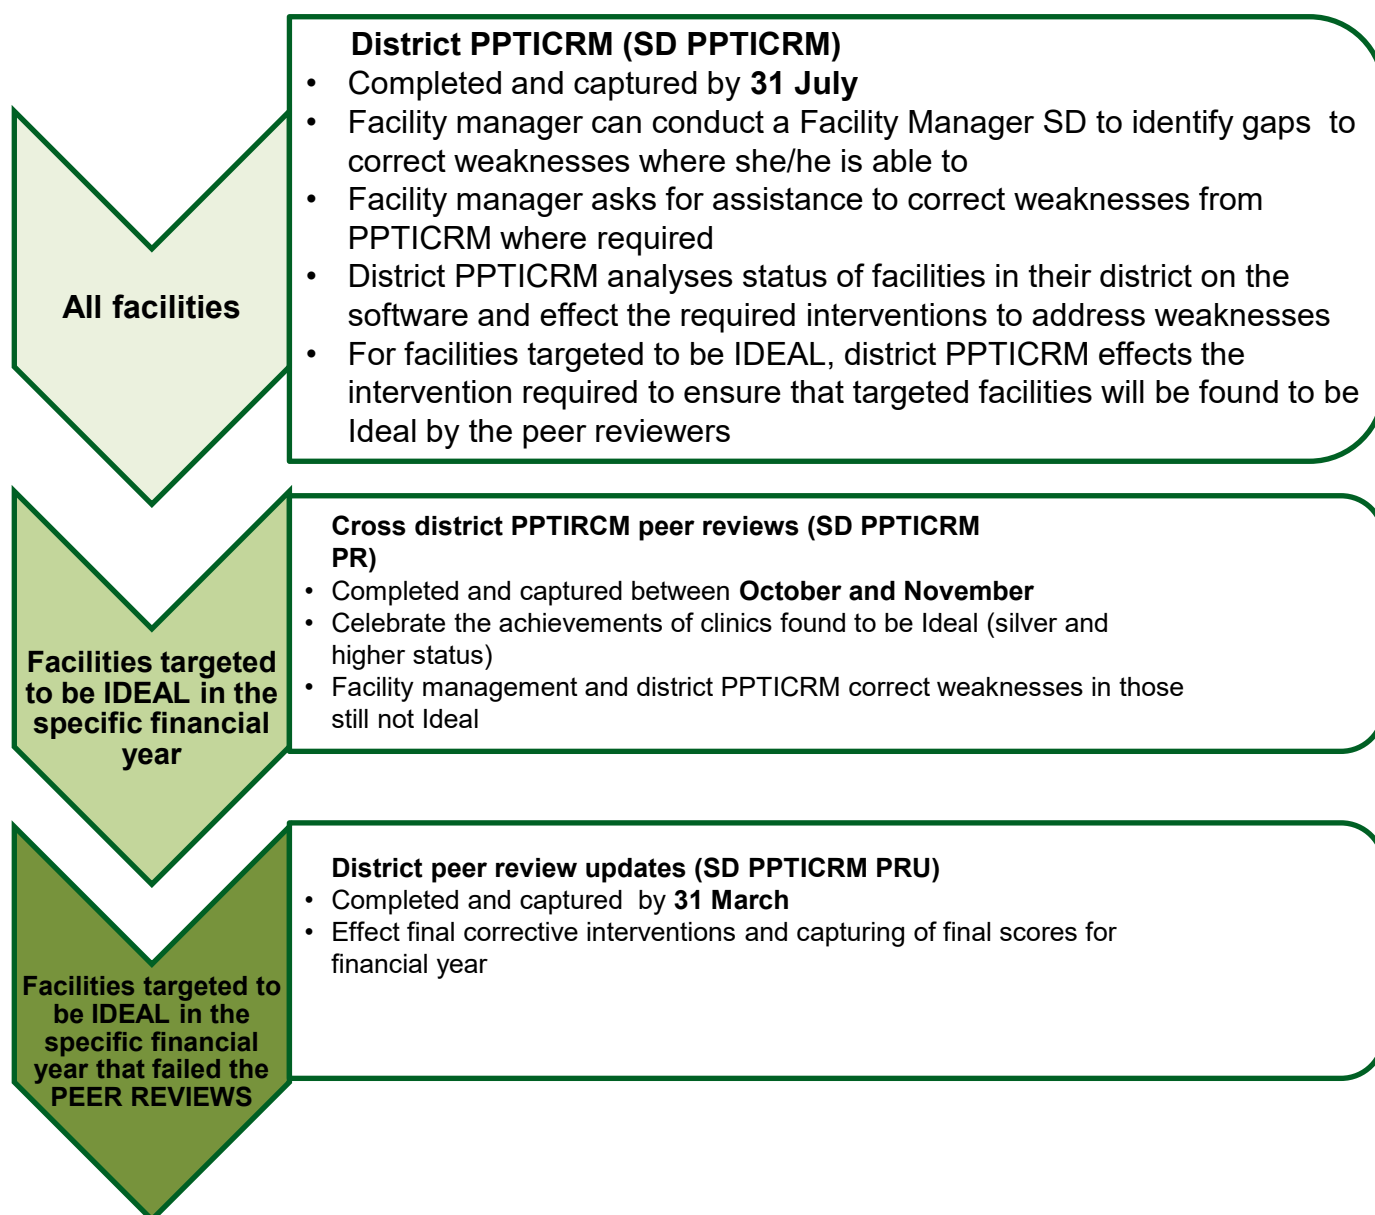 District PPTICRM (SD PPTICRM)
• Completed and captured by 31 July
• Facility manager can conduct a Facility Manager SD to identify gaps to
correct weaknesses where she/he is able to
• Facility manager asks for assistance to correct weaknesses from
PPTICRM where required
• District PPTICRM analyses status of facilities in their district on the
software and effect the required interventions to address weaknesses
• For facilities targeted to be IDEAL, district PPTICRM effects the
intervention required to ensure that targeted facilities will be found to be
Ideal by the peer reviewers
All facilities
Cross district PPTIRCM peer reviews (SD PPTICRM
PR)
• Completed and captured between October and November
• Celebrate the achievements of clinics found to be Ideal (silver and
higher status)
• Facility management and district PPTICRM correct weaknesses in those
still not Ideal
Facilities targeted
to be IDEAL in the
specific financial
year
District peer review updates (SD PPTICRM PRU)
• Completed and captured by 31 March
• Effect final corrective interventions and capturing of final scores for
financial year
Facilities targeted to
be IDEAL in the
specific financial
year that failed the
PEER REVIEWS